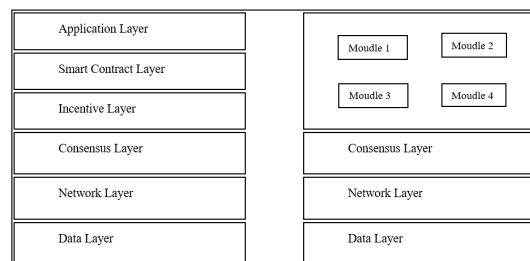 Application Layer
Smart Contract Layer
Incentive Layer
Consensus Layer
Network Layer
Data Layer
Moudle 1
Moudle 2
Moudle 3
Moudle 4
Consensus Layer
Network Layer
Data Layer